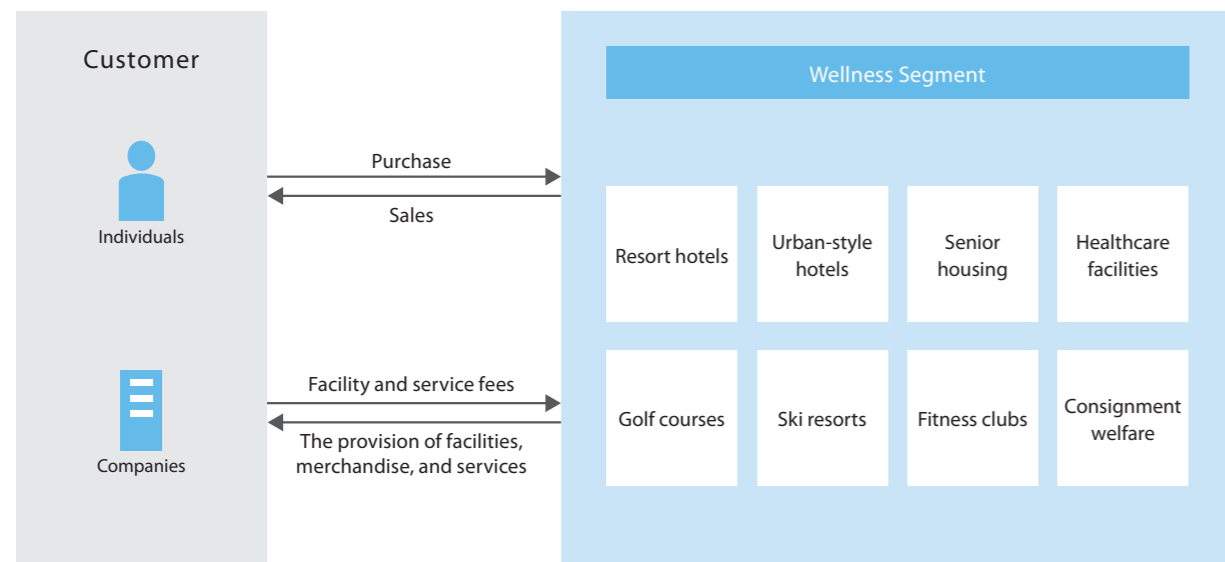 Customer
Individuals
Companies
Purchase
Sales
Facility and service fees
The provision of facilities,
merchandise, and services
Wellness Segment
Resort hotels
Urban-style
hotels
Senior
housing
Healthcare
facilities
Golf courses
Ski resorts
Fitness clubs
Consignment
welfare